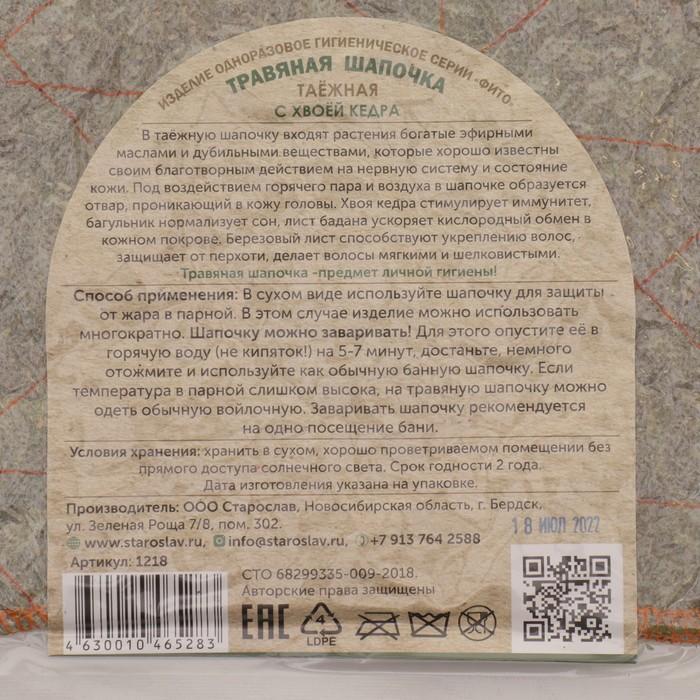 ИЗДЕЛИЕ ОДНОРАЗОВОЕ ГИГИЕНИЧЕСКОЕ СЕРИИ «ФИТО»
ТРАВЯНАЯ ШАПОЧКА
ТАЁЖНАЯ
С ХВОЕЙ КЕДРА
В таёжную шапочку входят растения богатые эфирными
маслами и дубильными веществами, которые хорошо известны
своим благотворным действием на нервную систему и состояние
кожи. Под воздействием горячего пара и воздуха в шапочке образуется
отвар, проникающий в кожу головы. Хвоя кедра стимулирует иммунитет,
багульник нормализует сон, лист бадана ускоряет кислородный обмен в
кожном покрове. Березовый лист способствуют укреплению волос,
защищает от перхоти, делает волосы мягкими и шелковистыми.
Травяная шапочка -предмет личной гигиены!
Способ применения: В сухом виде используйте шапочку для защиты
от жара в парной. В этом случае изделие можно использовать
многократно. Шапочку можно заваривать! Для этого опустите её в
горячую воду (не кипяток!) на 5-7 минут, достаньте, немного
отожмите и используйте как обычную банную шапочку. Если
температура в парной слишком высока, на травяную шапочку можно
одеть обычную войлочную. Заваривать шапочку рекомендуется
на одно посещение бани.
Условия хранения: хранить в сухом, хорошо проветриваемом помещении без
прямого доступа солнечного света. Срок годности 2 года.
Дата изготовления указана на упаковке.
Производитель: ООО Старослав, Новосибирская область, г. Бердск,
ул. Зеленая Роща 7/8, пом. 302.
18 ИЮЛ 2022
www.staroslav.ru, info@staroslav.ru, +7 913 764 2588
Артикул: 1218
СТО 68299335-009-2018.
Авторские права защищены
4 630010 465283
ЕАС
4
LDPE